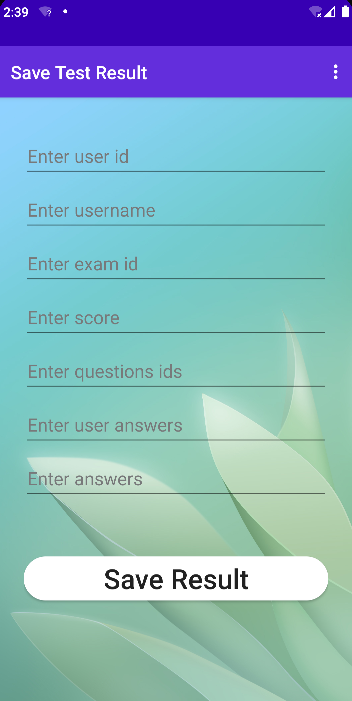 2:39
Save Test Result
Enter user id
Enter username
Enter exam id
Enter score
Enter questions ids
Enter user answers
Enter answers
Save Result